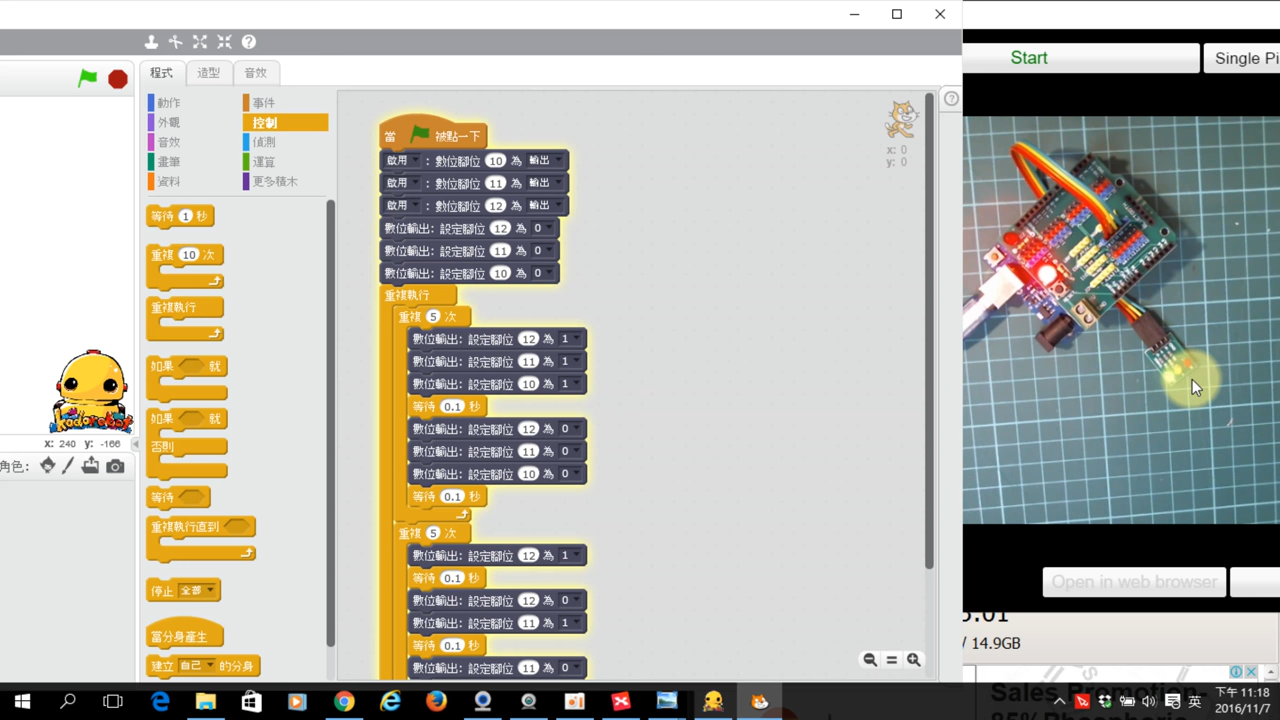 Start
Single Pi
程式
造型
音效
動作
事件
外觀
控制
音效
偵測
畫筆
運算
資料
更多積木
x: 0
y: 0
當 被點一下
啟用 : 數位腳位 10 為 輸出
啟用 : 數位腳位 11 為 輸出
啟用 : 數位腳位 12 為 輸出
數位輸出: 設定腳位 12 為 0
數位輸出: 設定腳位 11 為 0
數位輸出: 設定腳位 10 為 0
重複執行
重複 5 次
數位輸出: 設定腳位 12 為 1
數位輸出: 設定腳位 11 為 1
數位輸出: 設定腳位 10 為 1
等待 0.1 秒
數位輸出: 設定腳位 12 為 0
數位輸出: 設定腳位 11 為 0
數位輸出: 設定腳位 10 為 0
等待 0.1 秒
重複 5 次
數位輸出: 設定腳位 12 為 1
等待 0.1 秒
數位輸出: 設定腳位 12 為 0
數位輸出: 設定腳位 11 為 1
等待 0.1 秒
數位輸出: 設定腳位 11 為 0
等待 1 秒
重複 10 次
重複執行
如果 就
如果 就
否則
等待
重複執行直到
停止 全部
當分身產生
建立 自己 的分身
kodorobot
x: 240 y: -166
角色:
Open in web browser
/ 14.9GB
Sales Promotion-
85% Phosphoric
英
下午 11:18
2016/11/7